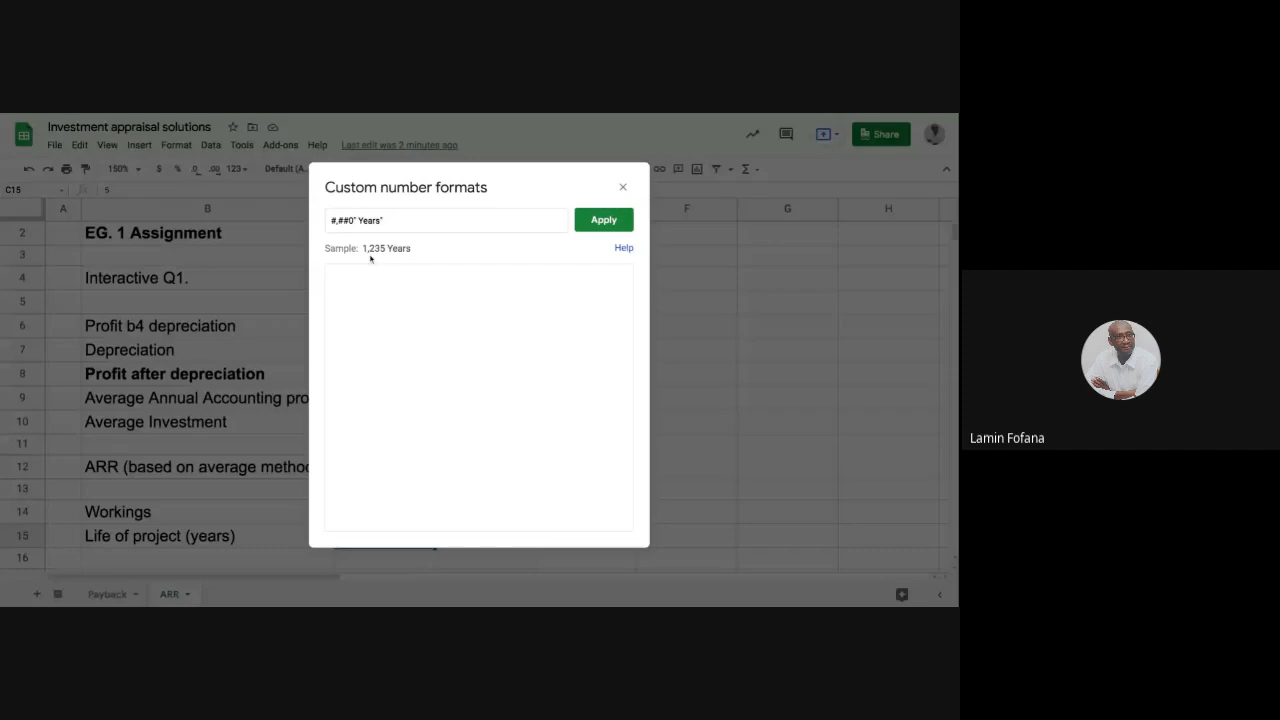 Investment appraisal solutions
File Edit View Insert Format Data Tools Add-ons Help Last edit was 2 minutes ago
Share
150% $ % .0 .00 123 Default (A...
C15 fx 5
A B F G H
2 EG. 1 Assignment
3
4 Interactive Q1.
5
6 Profit b4 depreciation
7 Depreciation
8 Profit after depreciation
9 Average Annual Accounting pro
10 Average Investment
11
12 ARR (based on average metho
13
14 Workings
15 Life of project (years)
16
Custom number formats
#,##0" Years" Apply
Sample: 1,235 Years Help
Payback ARR
Lamin Fofana